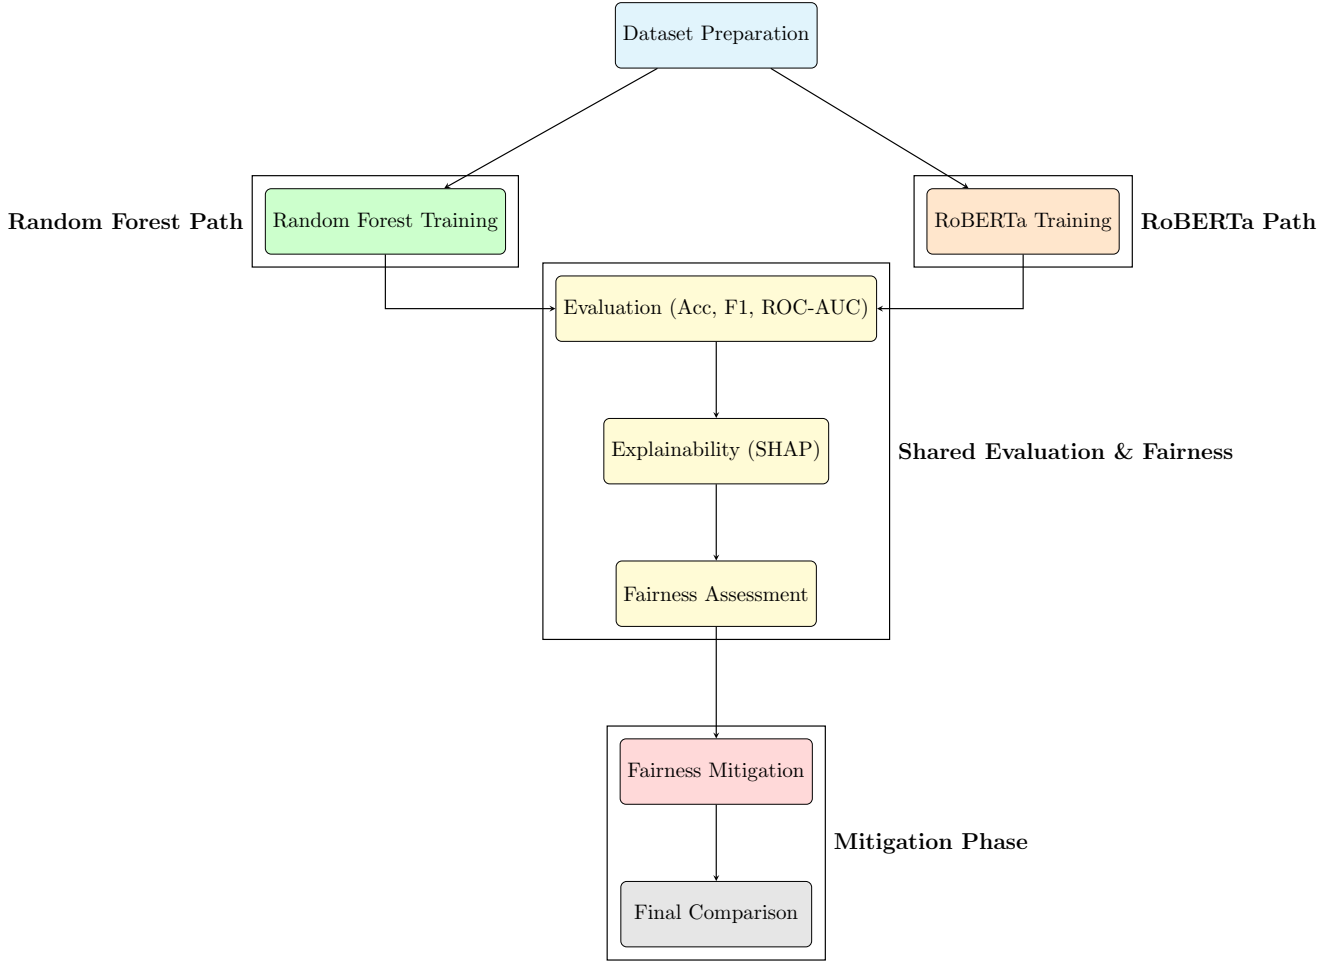 Dataset Preparation
Random Forest Path
Random Forest Training
RoBERTa Training
RoBERTa Path
Evaluation (Acc, F1, ROC-AUC)
Explainability (SHAP)
Shared Evaluation & Fairness
Fairness Assessment
Fairness Mitigation
Mitigation Phase
Final Comparison